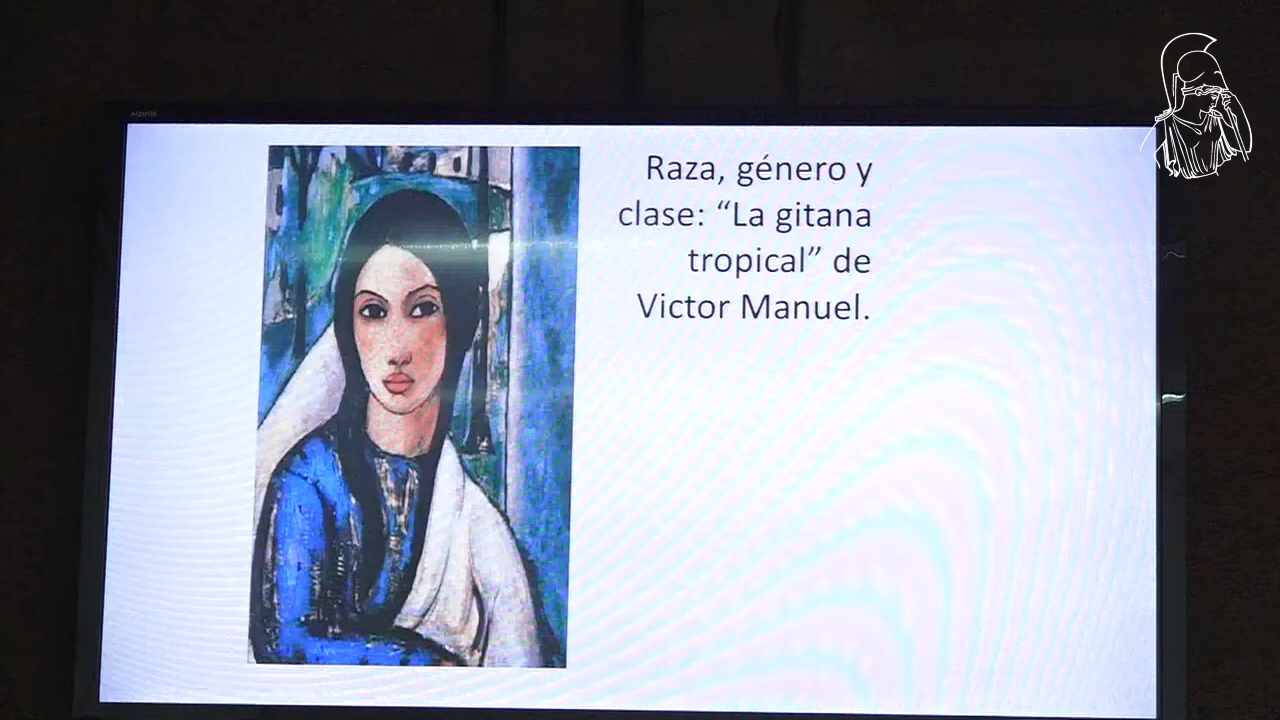 Raza, género y
clase: “La gitana
tropical” de
Victor Manuel.